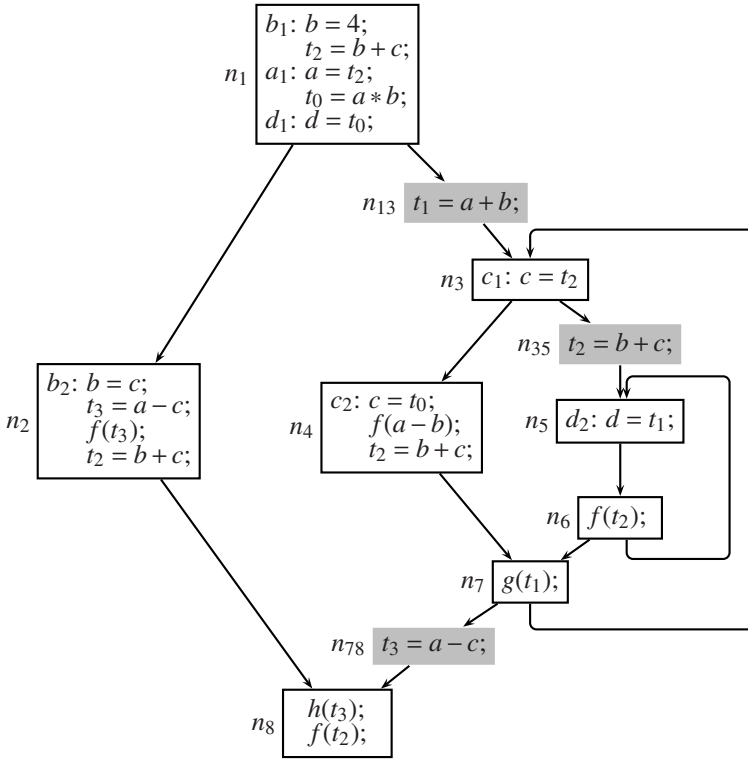 b₁: b = 4;
t₂ = b + c;
n₁
a₁: a = t₂;
t₀ = a ∗ b;
d₁: d = t₀;
n₁₃
t₁ = a + b;
n₃
c₁: c = t₂
n₃₅
t₂ = b + c;
n₂
b₂: b = c;
t₃ = a − c;
f(t₃);
t₂ = b + c;
n₄
c₂: c = t₀;
f(a − b);
t₂ = b + c;
n₅
d₂: d = t₁;
n₆
f(t₂);
n₇
g(t₁);
n₇₈
t₃ = a − c;
n₈
h(t₃);
f(t₂);